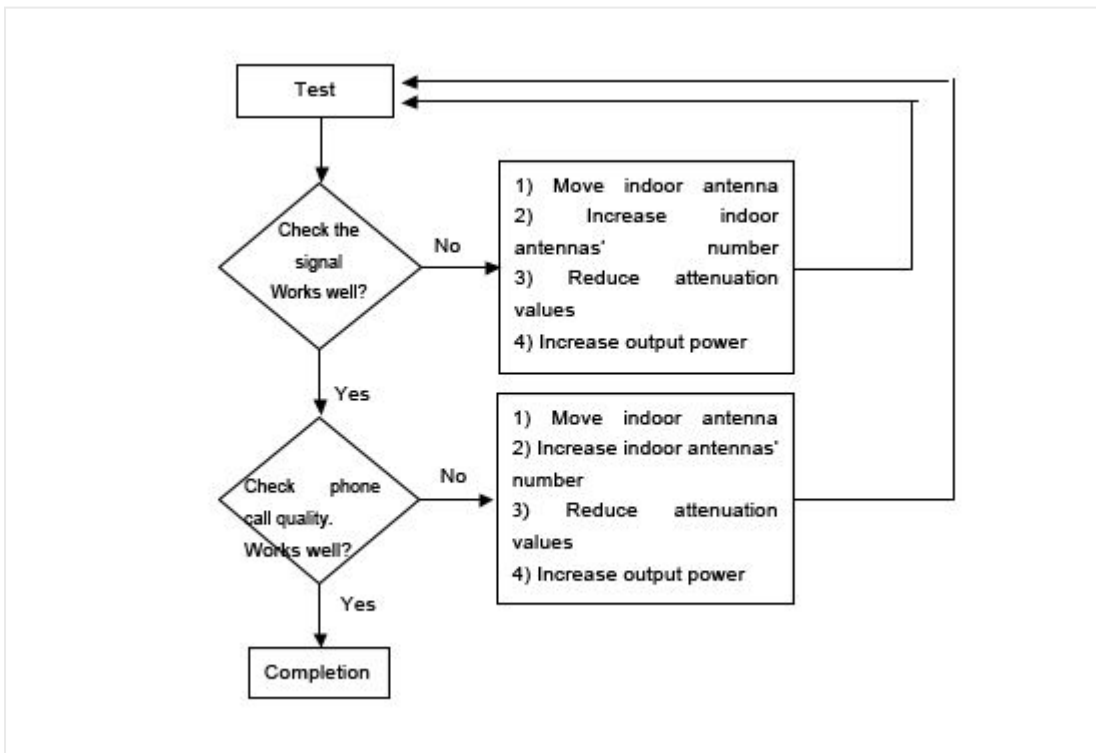 Test
Check the
signal
Works well?
No
1) Move indoor antenna
2) Increase indoor
antennas' number
3) Reduce attenuation
values
4) Increase output power
Yes
Check phone
call quality.
Works well?
No
1) Move indoor antenna
2) Increase indoor antennas'
number
3) Reduce attenuation
values
4) Increase output power
Yes
Completion